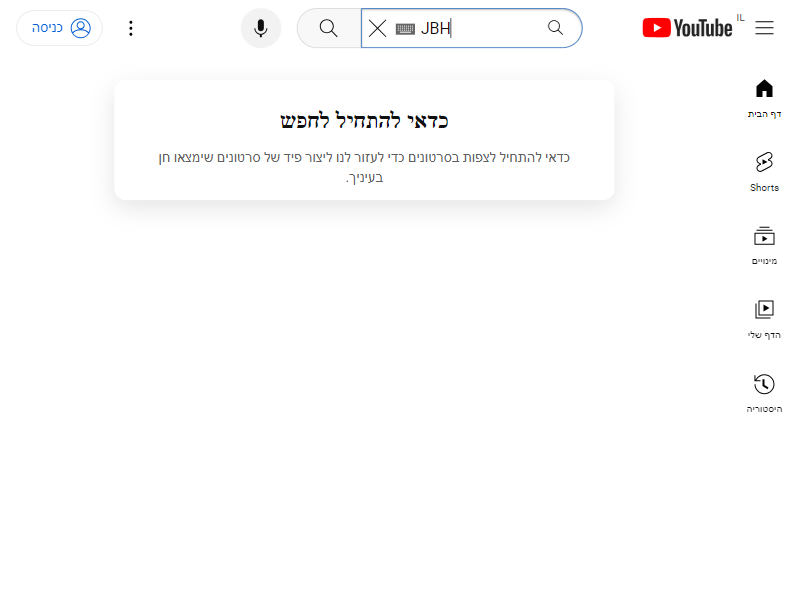 YouTube IL
JBH
כניסה
כדאי להתחיל לחפש
כדאי להתחיל לצפות בסרטונים כדי לעזור לנו ליצור פיד של סרטונים שימצאו חן
בעיניך.
דף הבית
Shorts
מינויים
הדף שלי
היסטוריה